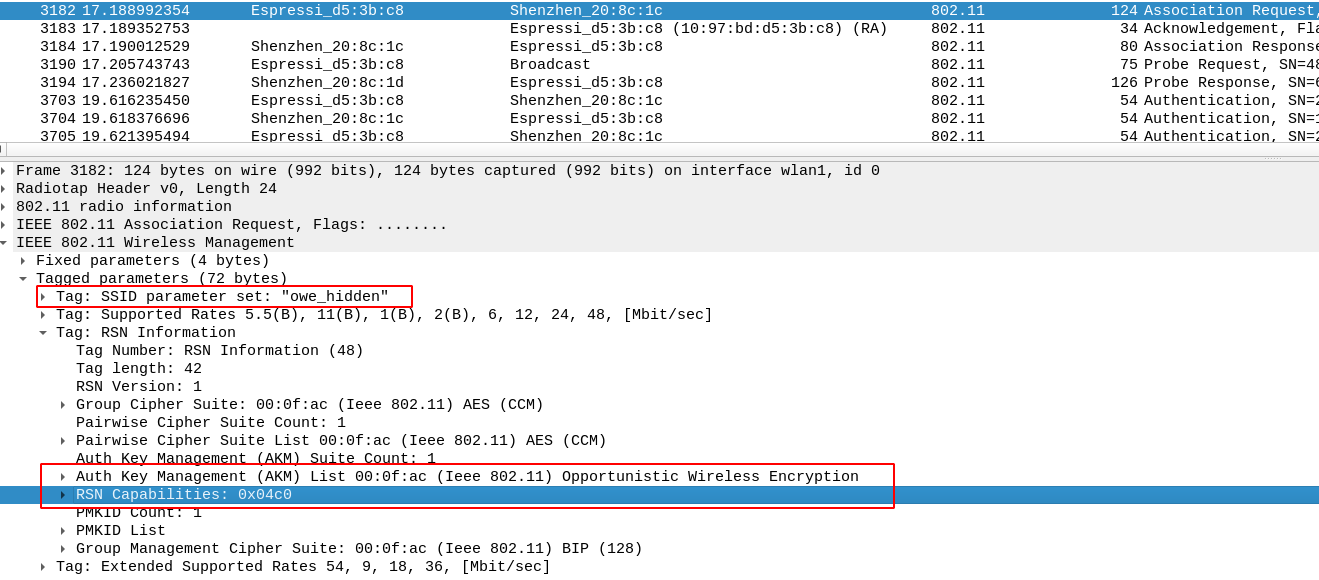 3182 17.188992354 Espressi_d5:3b:c8 Shenzhen_20:8c:1c 802.11 124 Association Request,
3183 17.189352753 Espressi_d5:3b:c8 (10:97:bd:d5:3b:c8) (RA) 802.11 34 Acknowledgement, Fla
3184 17.190012529 Shenzhen_20:8c:1c Espressi_d5:3b:c8 802.11 80 Association Response
3190 17.205743743 Espressi_d5:3b:c8 Broadcast 802.11 75 Probe Request, SN=48
3194 17.236021827 Shenzhen_20:8c:1d Espressi_d5:3b:c8 802.11 126 Probe Response, SN=6
3703 19.616235450 Espressi_d5:3b:c8 Shenzhen_20:8c:1c 802.11 54 Authentication, SN=2
3704 19.618376696 Shenzhen_20:8c:1c Espressi_d5:3b:c8 802.11 54 Authentication, SN=1
3705 19.621395494 Espressi_d5:3b:c8 Shenzhen_20:8c:1c 802.11 54 Authentication, SN=2
Frame 3182: 124 bytes on wire (992 bits), 124 bytes captured (992 bits) on interface wlan1, id 0
Radiotap Header v0, Length 24
802.11 radio information
IEEE 802.11 Association Request, Flags: ........
IEEE 802.11 Wireless Management
Fixed parameters (4 bytes)
Tagged parameters (72 bytes)
Tag: SSID parameter set: "owe_hidden"
Tag: Supported Rates 5.5(B), 11(B), 1(B), 2(B), 6, 12, 24, 48, [Mbit/sec]
Tag: RSN Information
Tag Number: RSN Information (48)
Tag length: 42
RSN Version: 1
Group Cipher Suite: 00:0f:ac (Ieee 802.11) AES (CCM)
Pairwise Cipher Suite Count: 1
Pairwise Cipher Suite List 00:0f:ac (Ieee 802.11) AES (CCM)
Auth Key Management (AKM) Suite Count: 1
Auth Key Management (AKM) List 00:0f:ac (Ieee 802.11) Opportunistic Wireless Encryption
RSN Capabilities: 0x04c0
PMKID Count: 1
PMKID List
Group Management Cipher Suite: 00:0f:ac (Ieee 802.11) BIP (128)
Tag: Extended Supported Rates 54, 9, 18, 36, [Mbit/sec]